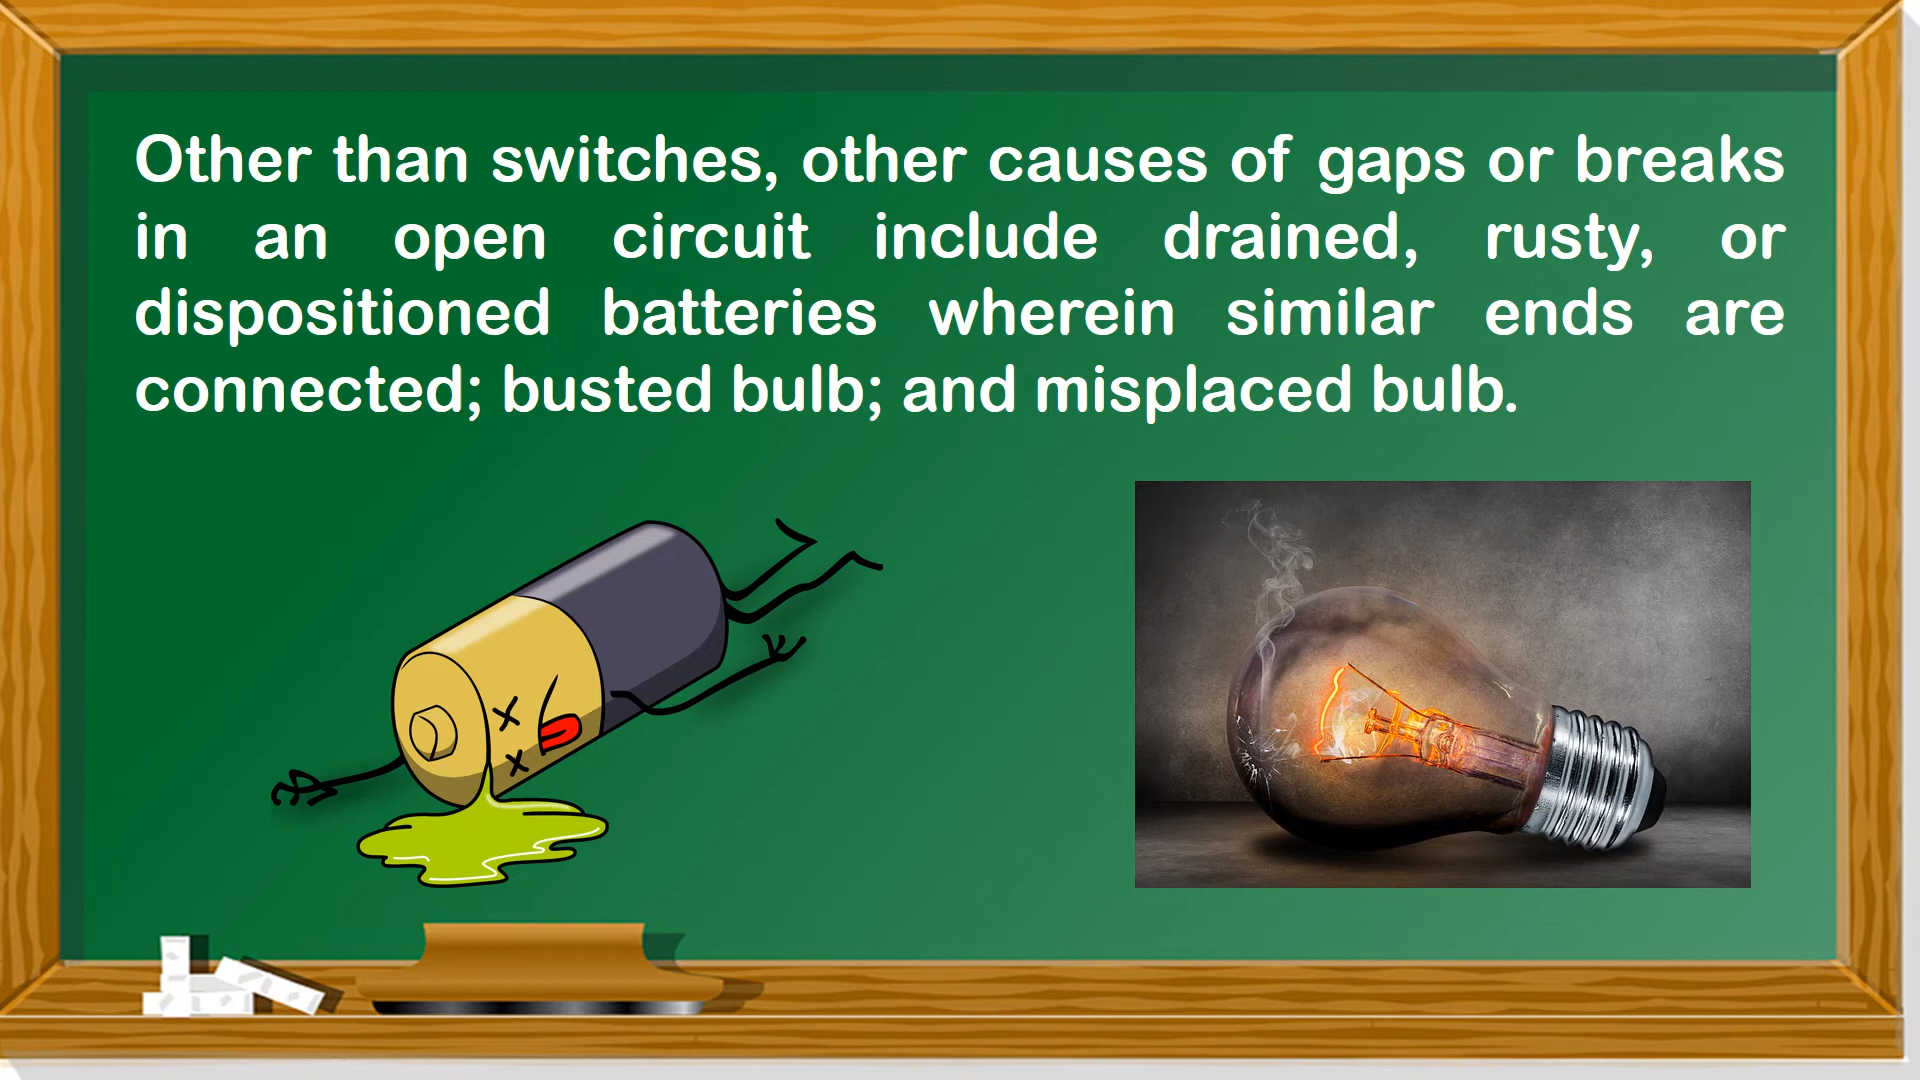 Other than switches, other causes of gaps or breaks
in an open circuit include drained, rusty, or
dispositioned batteries wherein similar ends are
connected; busted bulb; and misplaced bulb.